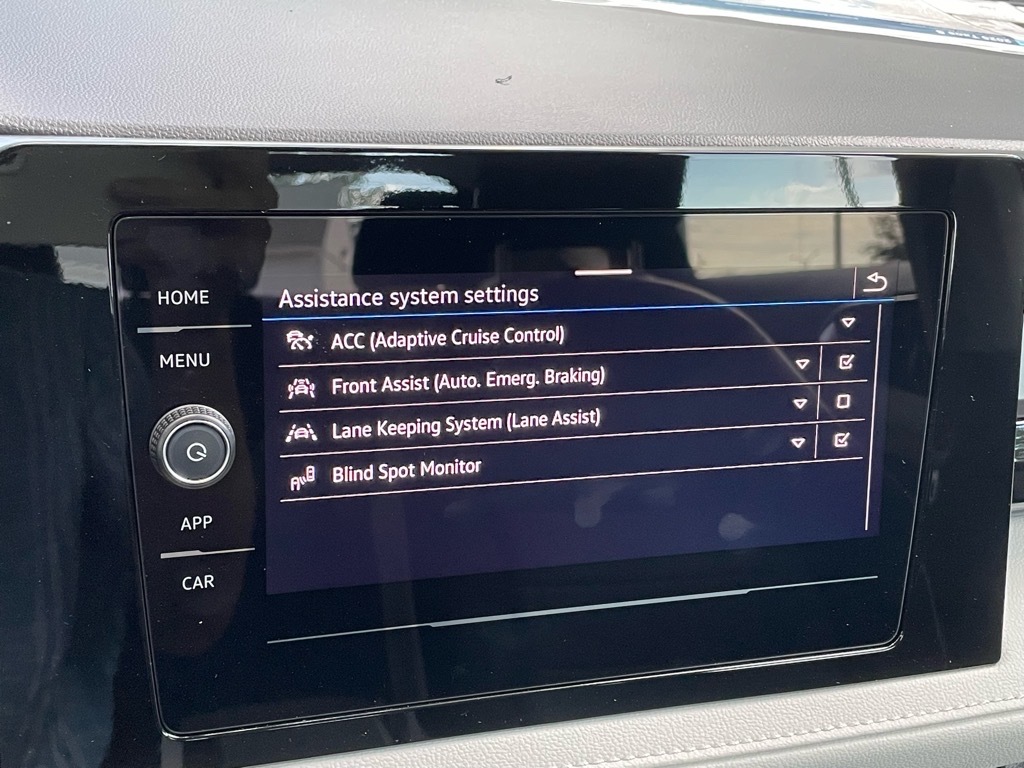 HOME
MENU
APP
CAR
Assistance system settings
ACC (Adaptive Cruise Control)
Front Assist (Auto. Emerg. Braking)
Lane Keeping System (Lane Assist)
Blind Spot Monitor